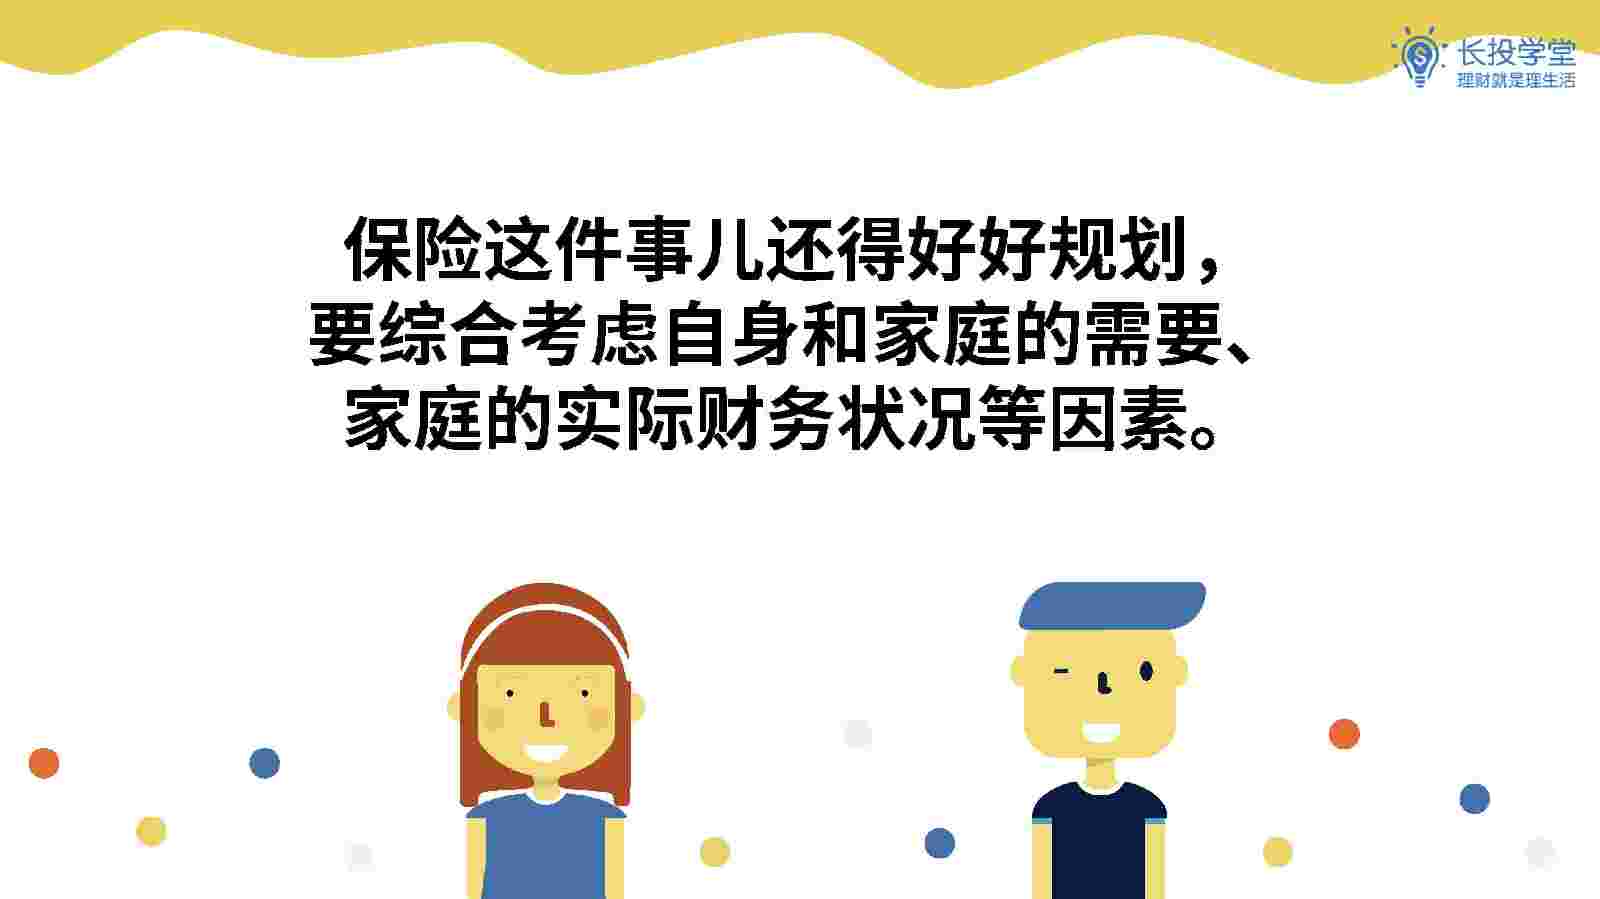 长投学堂
理财就是理生活
保险这件事儿还得好好规划，
要综合考虑自身和家庭的需要、
家庭的实际财务状况等因素。